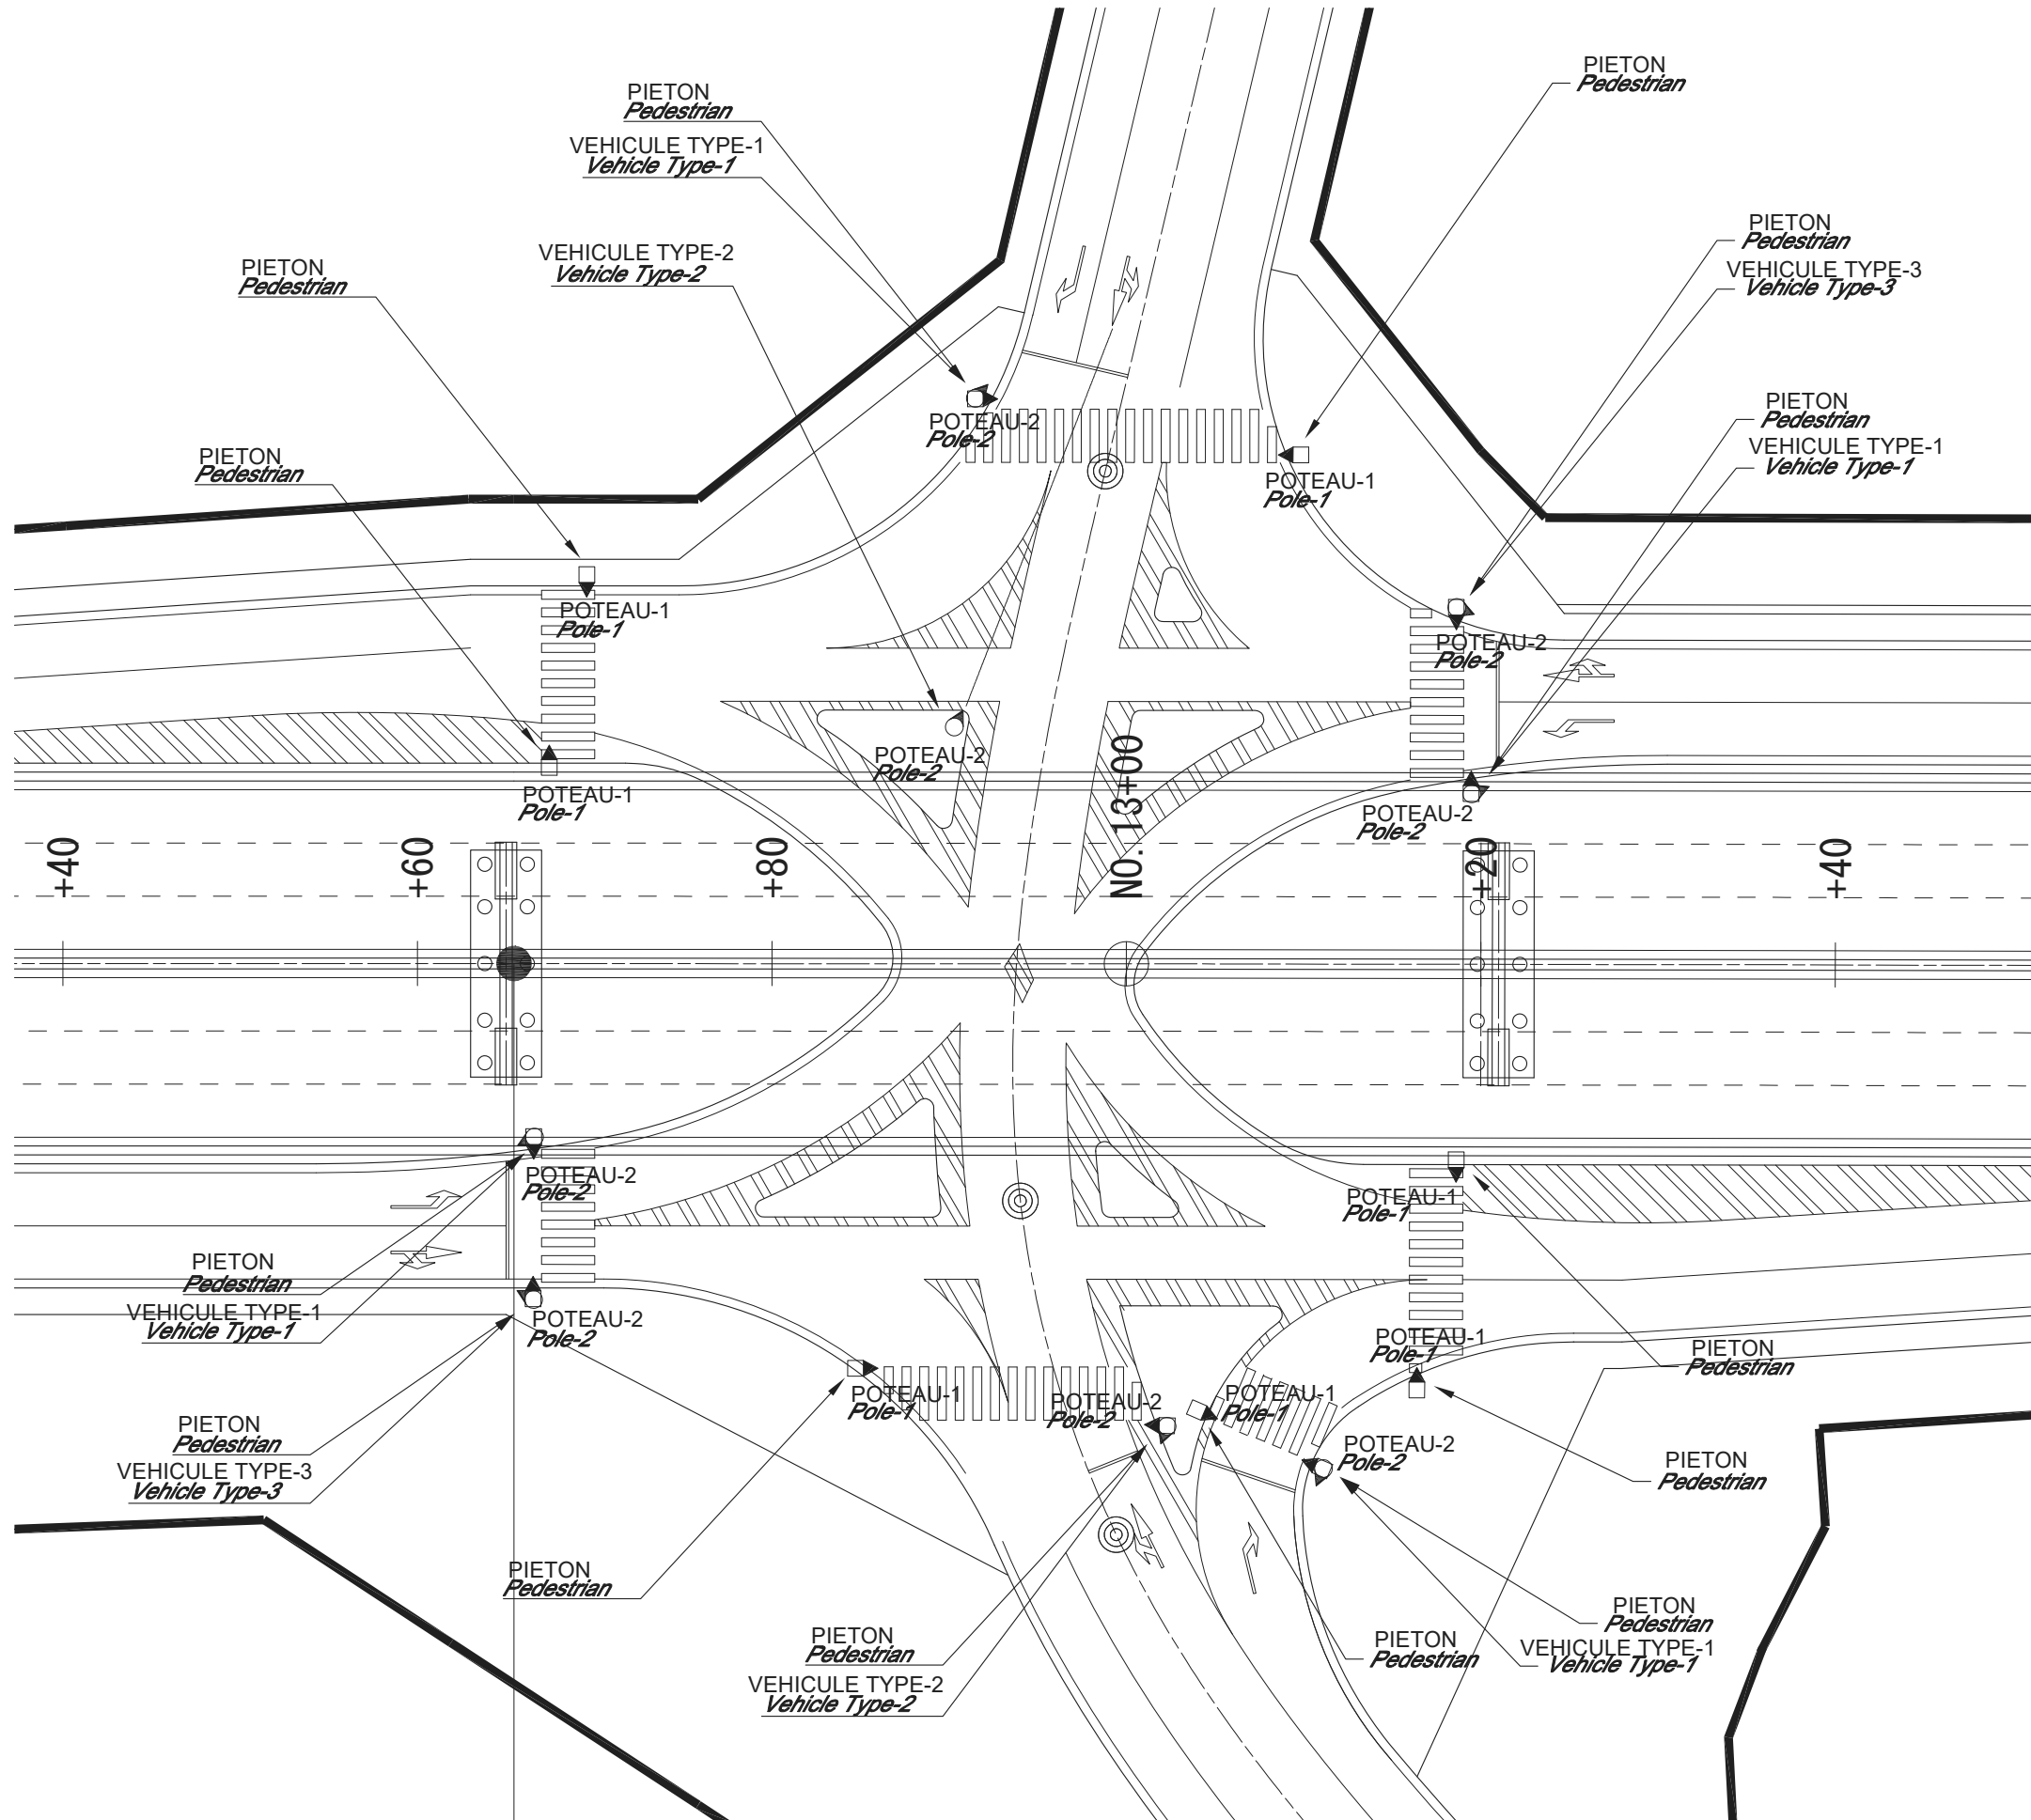 PIETON
Pedestrian
PIETON
Pedestrian
VEHICULE TYPE-1
Vehicle Type-1
PIETON
Pedestrian
VEHICULE TYPE-3
Vehicle Type-3
VEHICULE TYPE-2
Vehicle Type-2
PIETON
Pedestrian
PIETON
Pedestrian
VEHICULE TYPE-1
Vehicle Type-1
POTEAU-2
Pole-2
PIETON
Pedestrian
POTEAU-1
Pole-1
POTEAU-1
Pole-1
POTEAU-2
Pole-2
POTEAU-2
Pole-2
POTEAU-1
Pole-1
POTEAU-2
Pole-2
+40
+60
+80
NO. 13+00
+20
+40
POTEAU-2
Pole-2
POTEAU-1
Pole-1
PIETON
Pedestrian
VEHICULE TYPE-1
Vehicle Type-1
POTEAU-2
Pole-2
POTEAU-1
Pole-1
PIETON
Pedestrian
POTEAU-1
Pole-1
POTEAU-2
Pole-2
POTEAU-1
Pole-1
PIETON
Pedestrian
VEHICULE TYPE-3
Vehicle Type-3
POTEAU-2
Pole-2
PIETON
Pedestrian
PIETON
Pedestrian
PIETON
Pedestrian
VEHICULE TYPE-2
Vehicle Type-2
PIETON
Pedestrian
PIETON
Pedestrian
VEHICULE TYPE-1
Vehicle Type-1